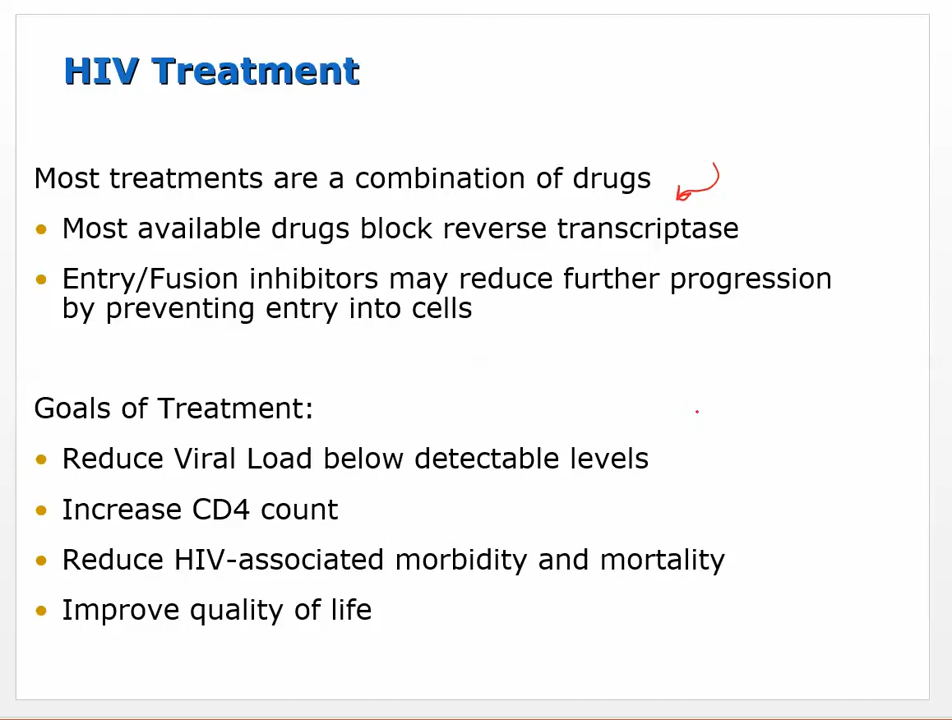 HIV Treatment
Most treatments are a combination of drugs
• Most available drugs block reverse transcriptase
• Entry/Fusion inhibitors may reduce further progression
by preventing entry into cells
Goals of Treatment:
• Reduce Viral Load below detectable levels
• Increase CD4 count
• Reduce HIV-associated morbidity and mortality
• Improve quality of life